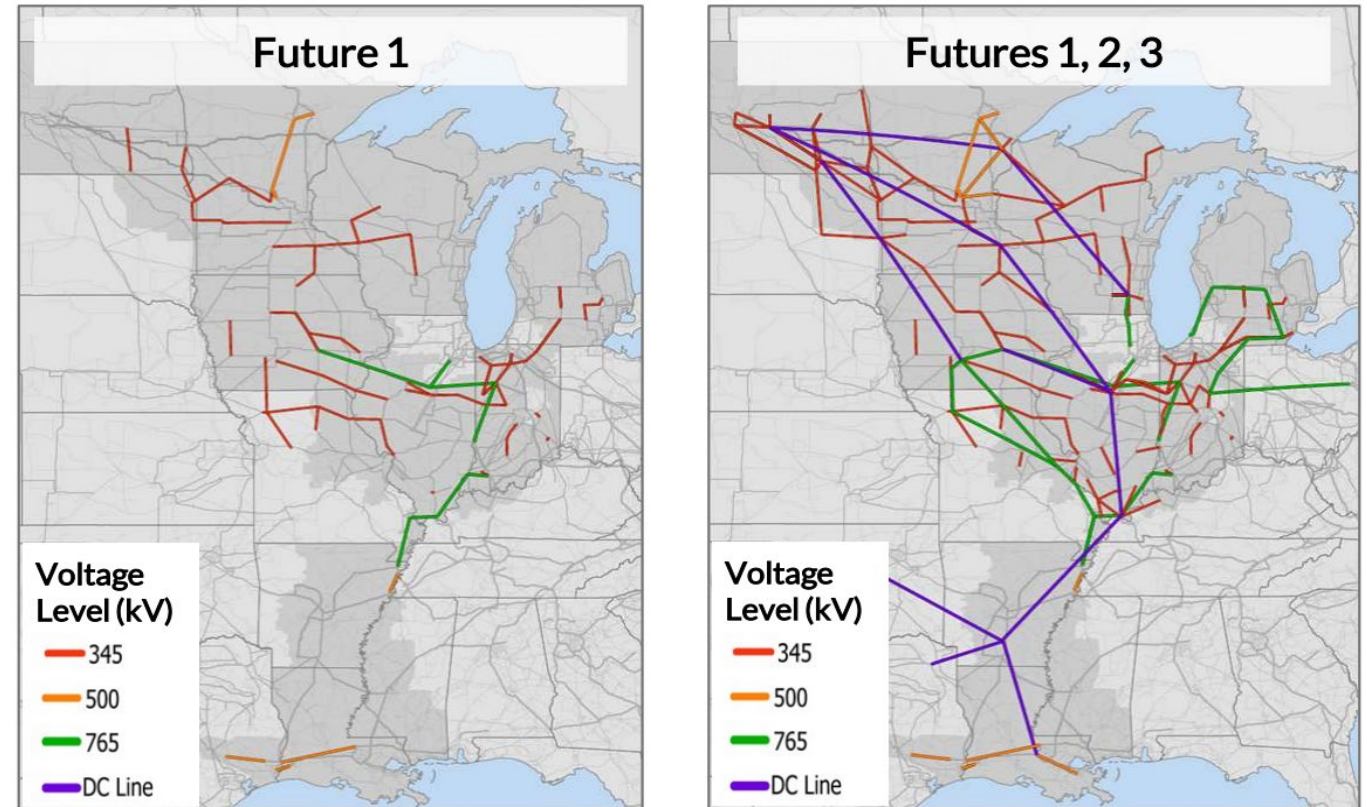 Future 1
Voltage
Level (kV)
345
500
765
DC Line
Futures 1, 2, 3
Voltage
Level (kV)
345
500
765
DC Line